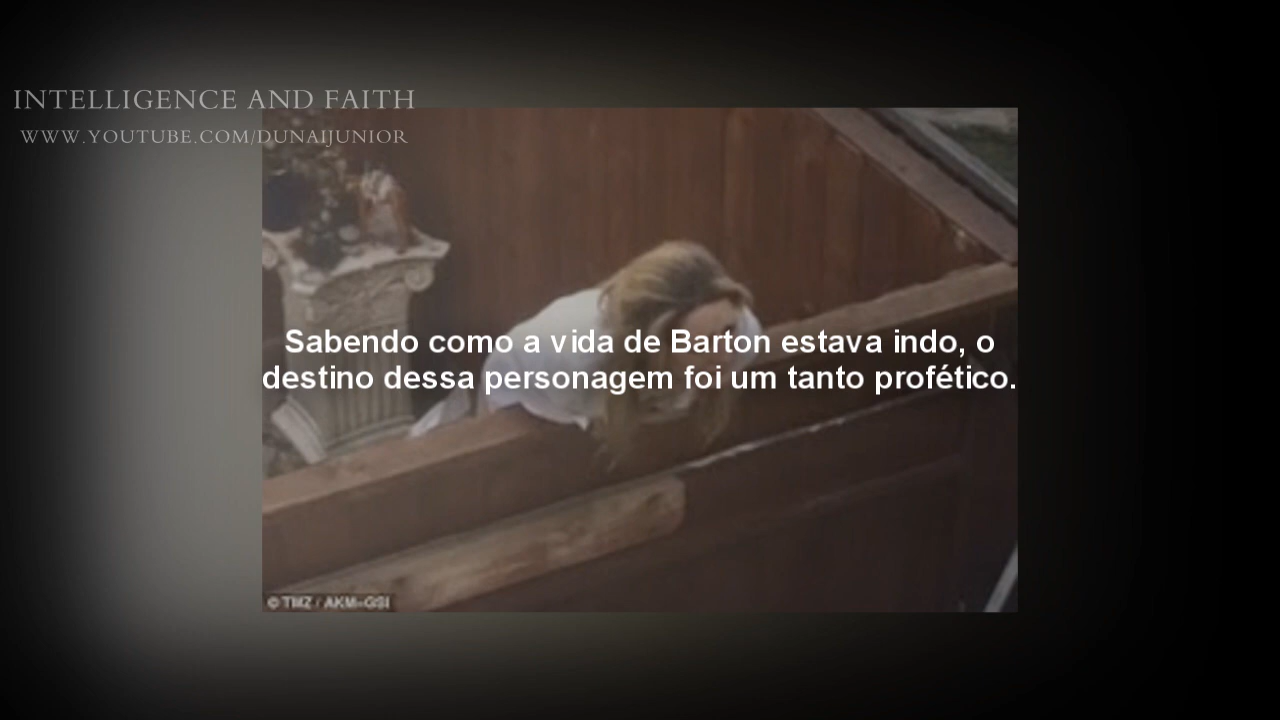 INTELLIGENCE AND FAITH
WWW.YOUTUBE.COM/DUNAIJUNIOR
Sabendo como a vida de Barton estava indo, o
destino dessa personagem foi um tanto profético.
© TMZ / AKM-GSI